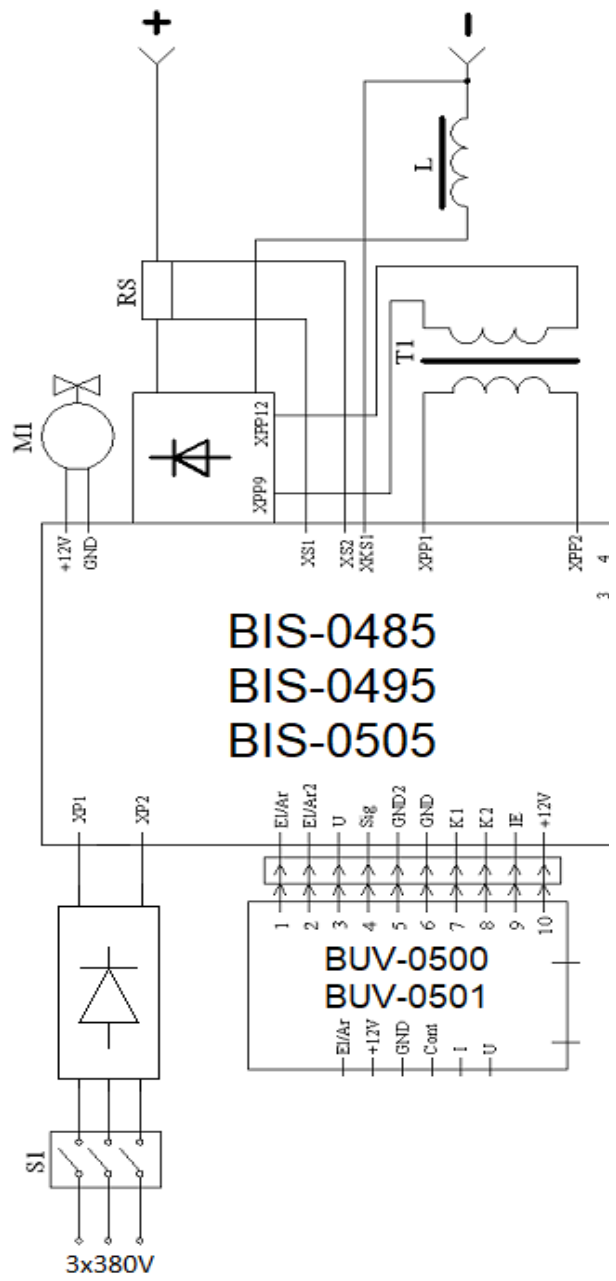 +
-
L
RS
T1
M1
XPP12
XPP9
+12V
GND
XS1
XS2
XKS1
XPP1
XPP2
3
4
BIS-0485
BIS-0495
BIS-0505
XP1
XP2
El/Ar
El/Ar2
U
Sig
GND2
GND
K1
K2
IE
+12V
1
2
3
4
5
6
7
8
9
10
BUV-0500
BUV-0501
El/Ar
+12V
GND
Cont
I
U
S1
3x380V